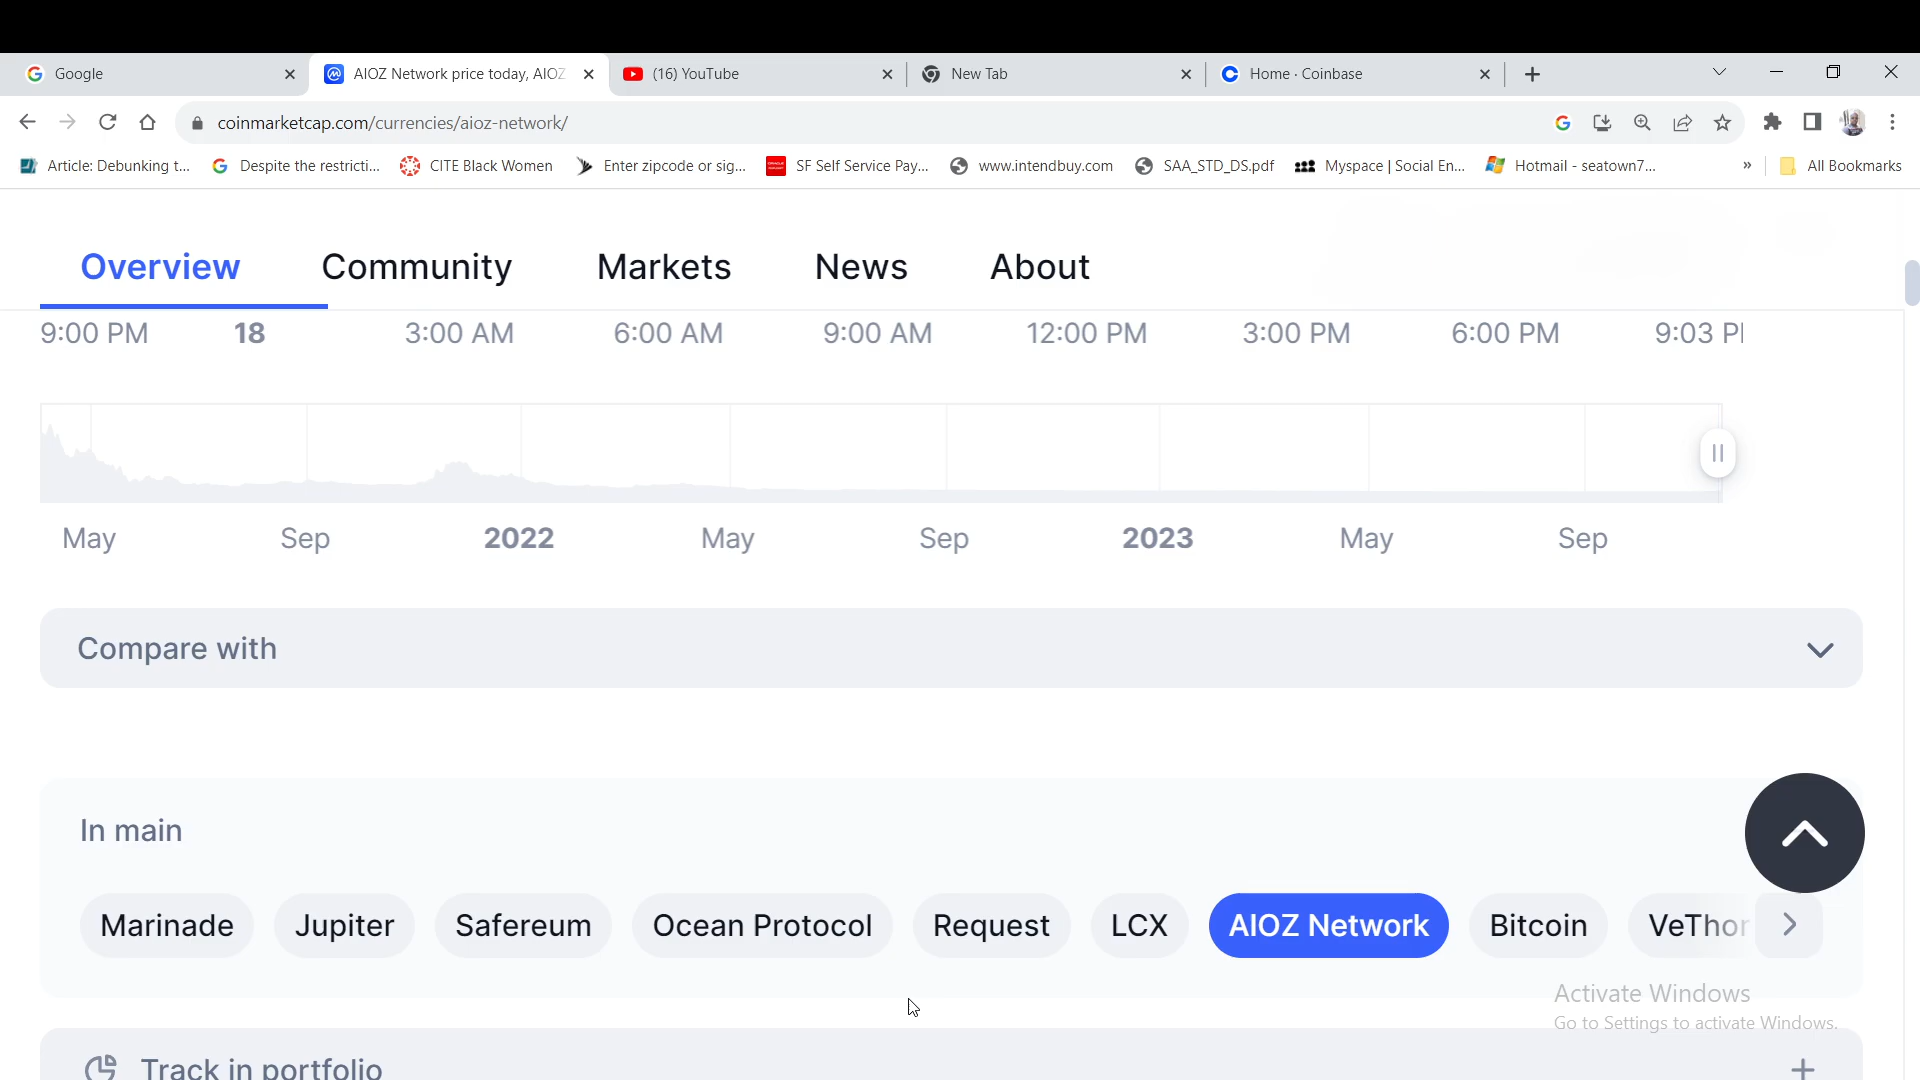 Google
AIOZ Network price today, AIOZ
(16) YouTube
New Tab
Home · Coinbase
coinmarketcap.com/currencies/aioz-network/
Article: Debunking t...
Despite the restricti...
CITE Black Women
Enter zipcode or sig...
SF Self Service Pay...
www.intendbuy.com
SAA_STD_DS.pdf
Myspace | Social En...
Hotmail - seatown7...
»
All Bookmarks
Overview Community Markets News About
9:00 PM 18 3:00 AM 6:00 AM 9:00 AM 12:00 PM 3:00 PM 6:00 PM 9:03 P
May Sep 2022 May Sep 2023 May Sep
Compare with
In main
Marinade Jupiter Safereum Ocean Protocol Request LCX AIOZ Network Bitcoin VeThor
Activate Windows
Go to Settings to activate Windows.
Track in portfolio